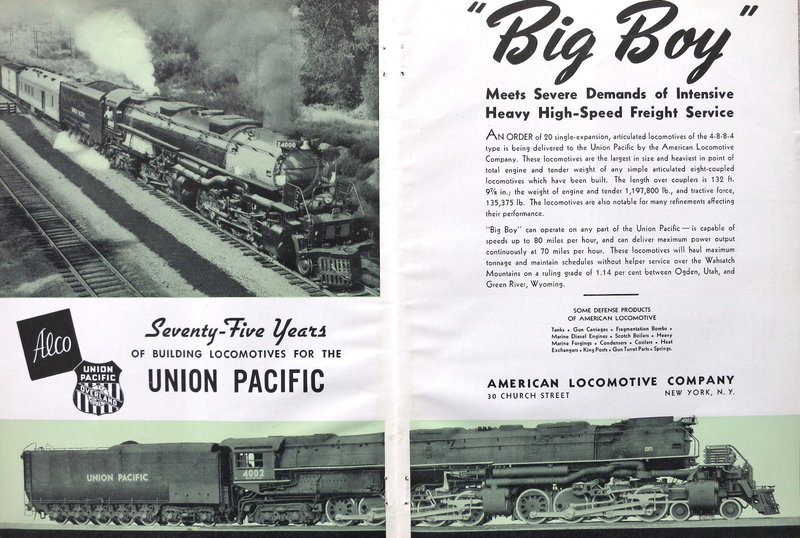 4000
Alco
UNION
PACIFIC
OVERLAND
Seventy-Five Years
OF BUILDING LOCOMOTIVES FOR THE
UNION PACIFIC
UNION PACIFIC
4002
"Big Boy"
Meets Severe Demands of Intensive
Heavy High-Speed Freight Service
AN ORDER of 20 single-expansion, articulated locomotives of the 4-8-8-4
type is being delivered to the Union Pacific by the American Locomotive
Company. These locomotives are the largest in size and heaviest in point of
total engine and tender weight of any simple articulated eight-coupled
locomotives which have been built. The length over couplers is 132 ft.
9⅞ in.; the weight of engine and tender 1,197,800 lb., and tractive force,
135,375 lb. The locomotives are also notable for many refinements affecting
their performance.
"Big Boy" can operate on any part of the Union Pacific — is capable of
speeds up to 80 miles per hour, and can deliver maximum power output
continuously at 70 miles per hour. These locomotives will haul maximum
tonnage and maintain schedules without helper service over the Wahsatch
Mountains on a ruling grade of 1.14 per cent between Ogden, Utah, and
Green River, Wyoming.
SOME DEFENSE PRODUCTS
OF AMERICAN LOCOMOTIVE
Tanks • Gun Carriages • Fragmentation Bombs •
Marine Diesel Engines • Scotch Boilers • Heavy
Marine Forgings • Condensers • Coolers • Heat
Exchangers • King Posts • Gun Turret Parts • Springs.
AMERICAN LOCOMOTIVE COMPANY
30 CHURCH STREET NEW YORK, N. Y.
4002